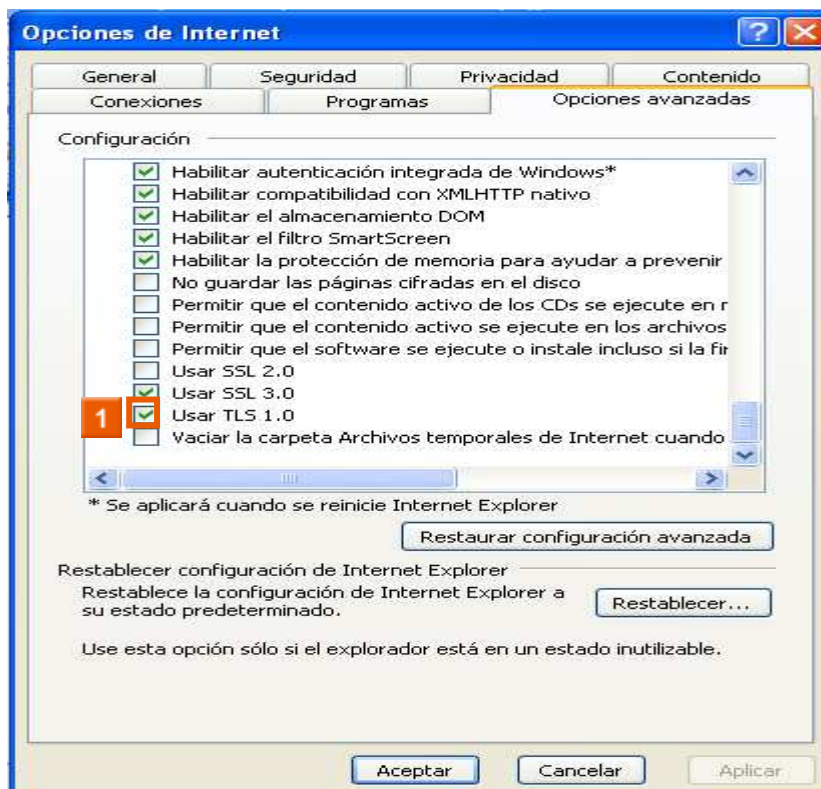 Opciones de Internet
General Seguridad Privacidad Contenido
Conexiones Programas Opciones avanzadas
Configuración
Habilitar autenticación integrada de Windows*
Habilitar compatibilidad con XMLHTTP nativo
Habilitar el almacenamiento DOM
Habilitar el filtro SmartScreen
Habilitar la protección de memoria para ayudar a prevenir
No guardar las páginas cifradas en el disco
Permitir que el contenido activo de los CDs se ejecute en
Permitir que el contenido activo se ejecute en los archivos
Permitir que el software se ejecute o instale incluso si la
Usar SSL 2.0
Usar SSL 3.0
1 Usar TLS 1.0
Vaciar la carpeta Archivos temporales de Internet cuando
* Se aplicará cuando se reinicie Internet Explorer
Restaurar configuración avanzada
Restablecer configuración de Internet Explorer
Restablece la configuración de Internet Explorer a
su estado predeterminado.
Restablecer...
Use esta opción sólo si el explorador está en un estado inutilizable.
Aceptar Cancelar Aplicar